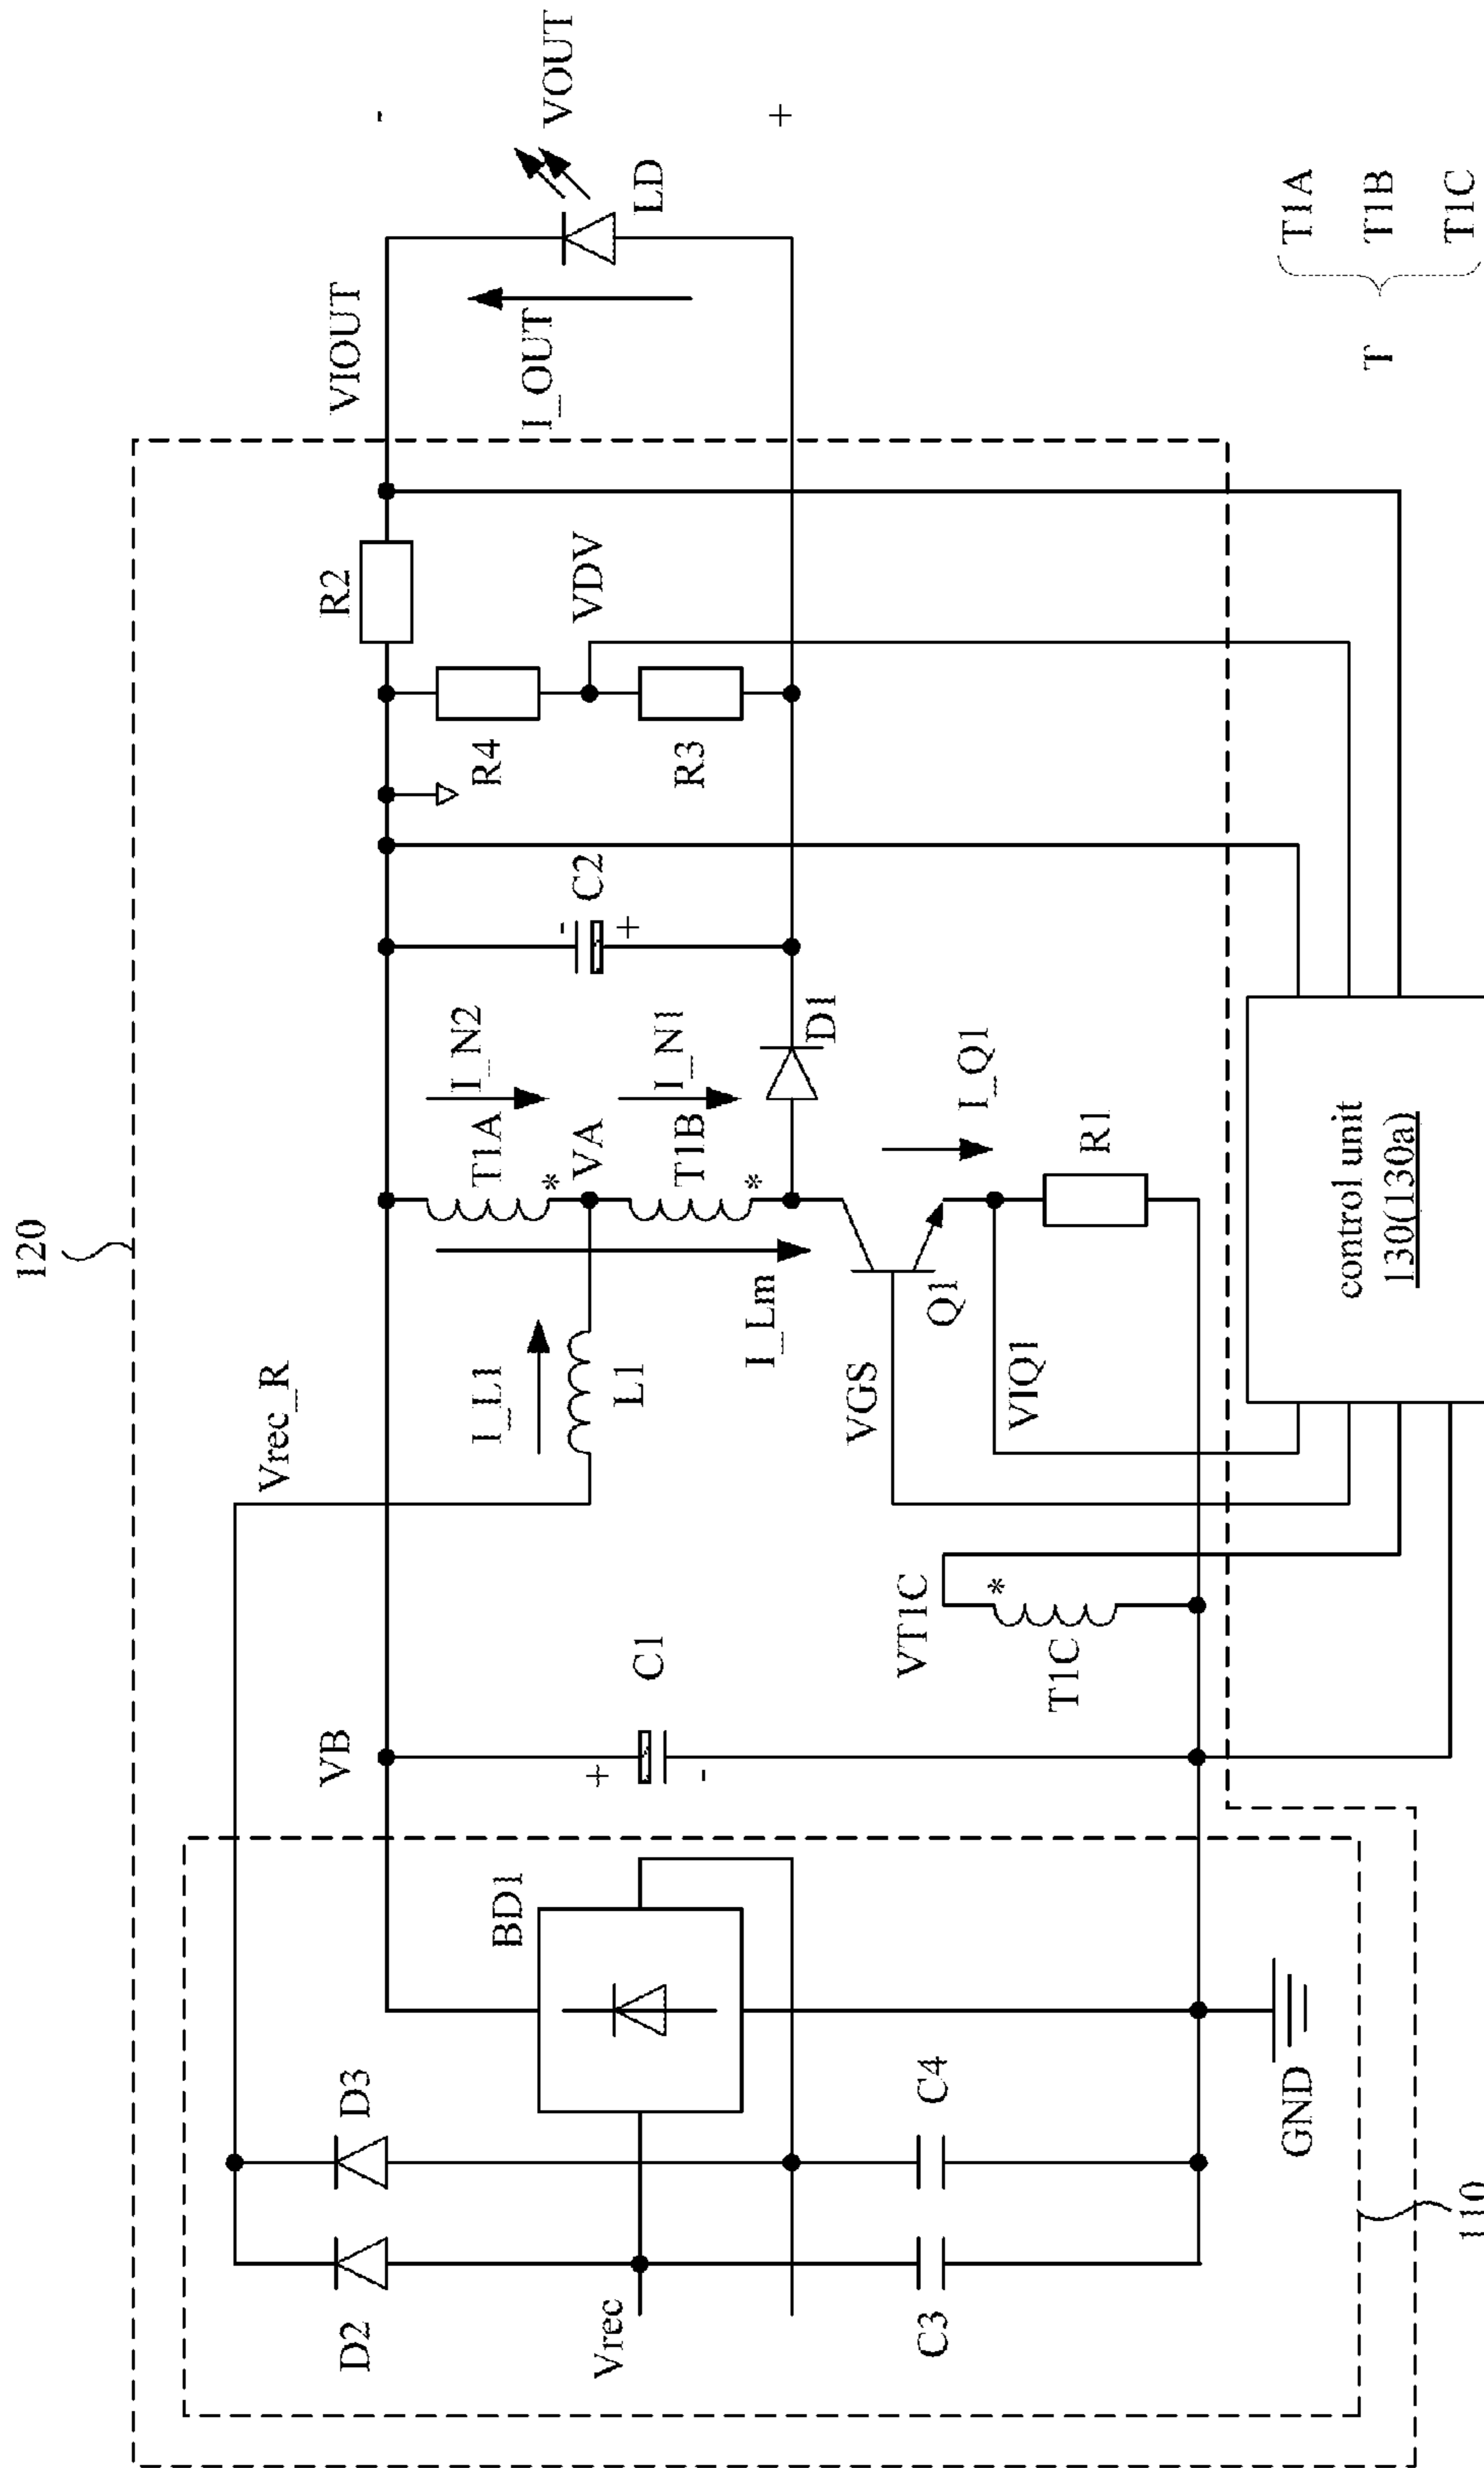 120
Vrec_R
VB
VIOUT
R2
-
VOUT
LD
+
I_OUT
VDV
R4
R3
C2
-
+
I_N2
T1A
*
VA
I_N1
T1B
*
D1
I_L1
L1
I_Lm
I_Q1
R1
Q1
VGS
VIQ1
VT1C
*
T1C
C1
+
-
BD1
D3
D2
Vrec
C4
C3
GND
110
control unit
130(130a)
T
T1A
T1B
T1C